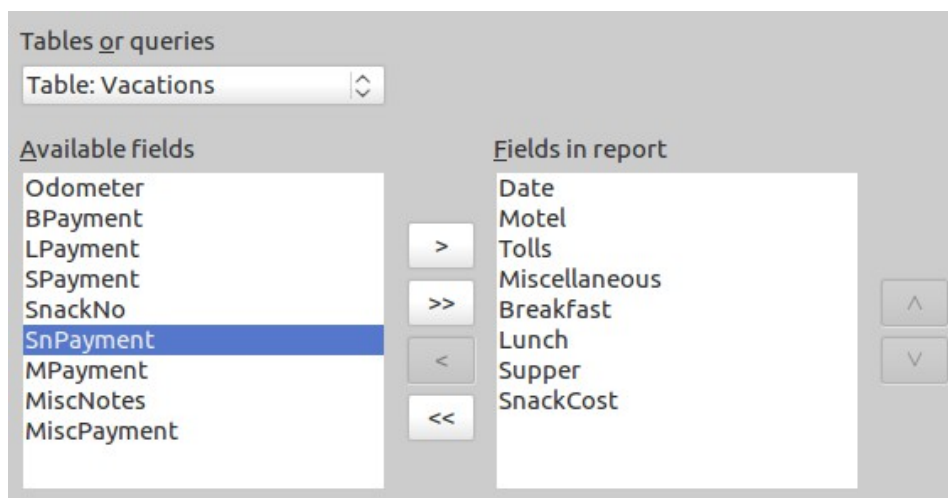 Tables or queries
Table: Vacations
Available fields
Odometer
BPayment
LPayment
SPayment
SnackNo
SnPayment
MPayment
MiscNotes
MiscPayment
>
>>
<
<<
Fields in report
Date
Motel
Tolls
Miscellaneous
Breakfast
Lunch
Supper
SnackCost